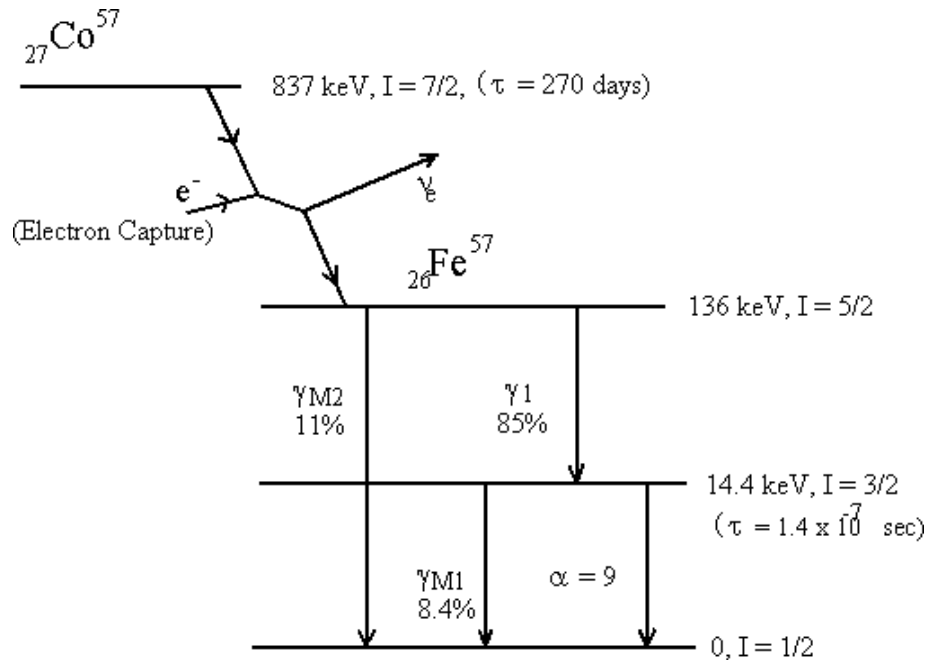 27Co57
837 keV, I = 7/2, (τ = 270 days)
e-
νe
(Electron Capture)
26Fe57
136 keV, I = 5/2
γM2
11%
γ1
85%
14.4 keV, I = 3/2
(τ = 1.4 x 10-7 sec)
γM1
8.4%
α = 9
0, I = 1/2